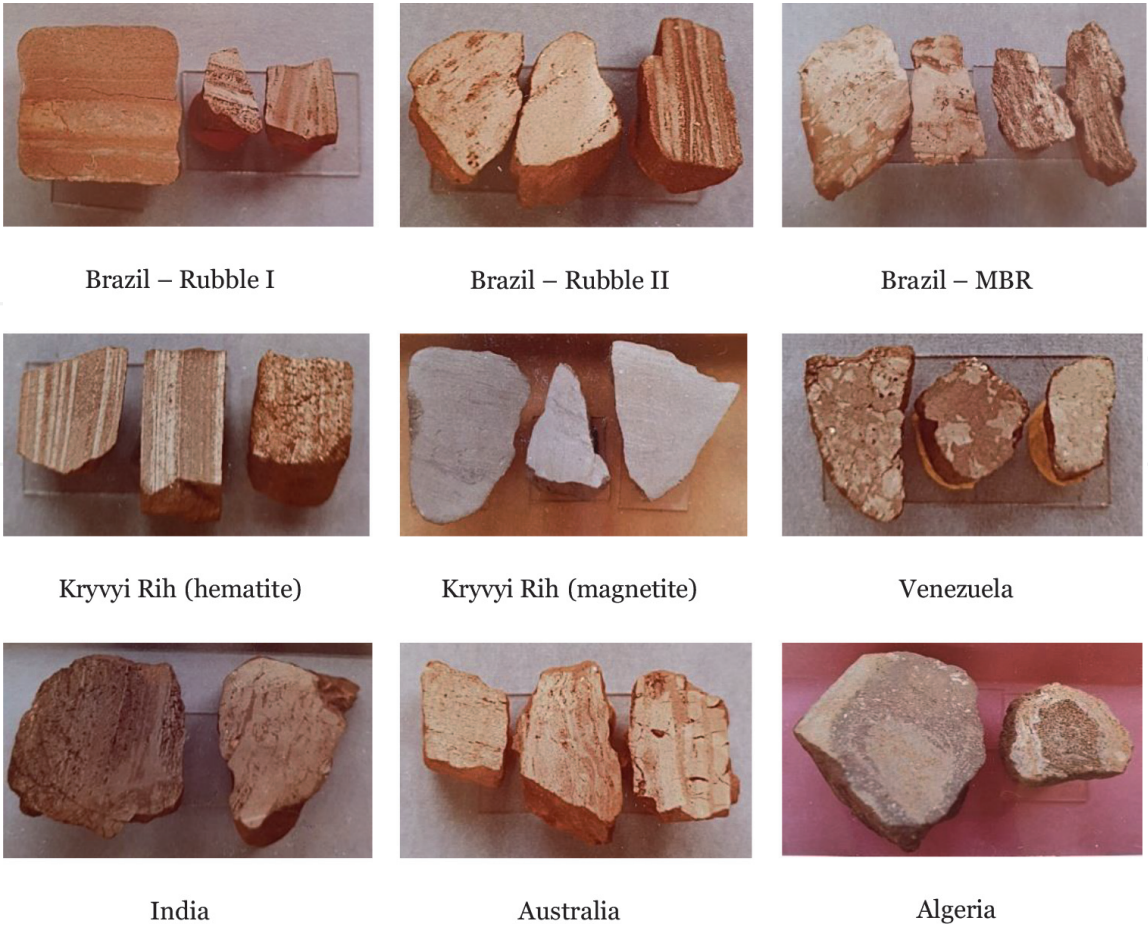 Brazil – Rubble I
Brazil – Rubble II
Brazil – MBR
Kryvyi Rih (hematite)
Kryvyi Rih (magnetite)
Venezuela
India
Australia
Algeria